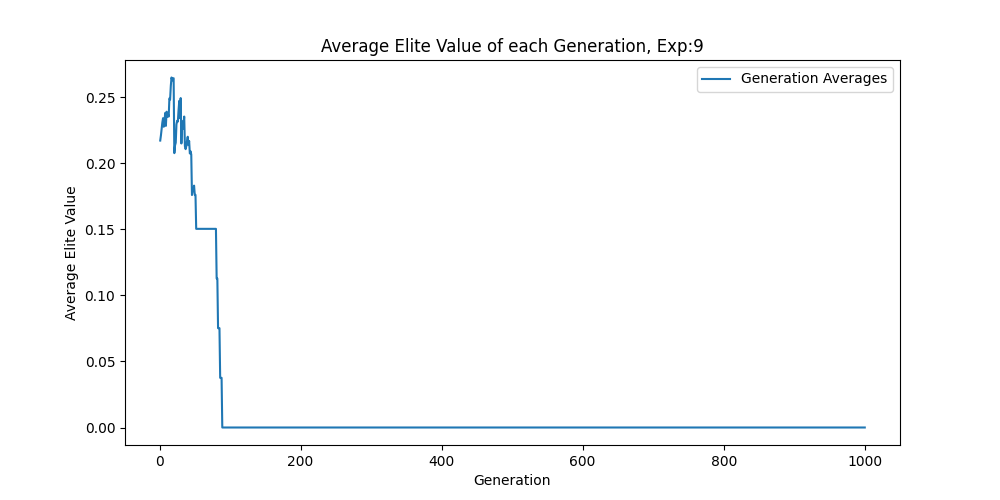 Average Elite Value of each Generation, Exp:9
Generation Averages
0.25
0.20
0.15
0.10
0.05
0.00
Average Elite Value
0 200 400 600 800 1000
Generation